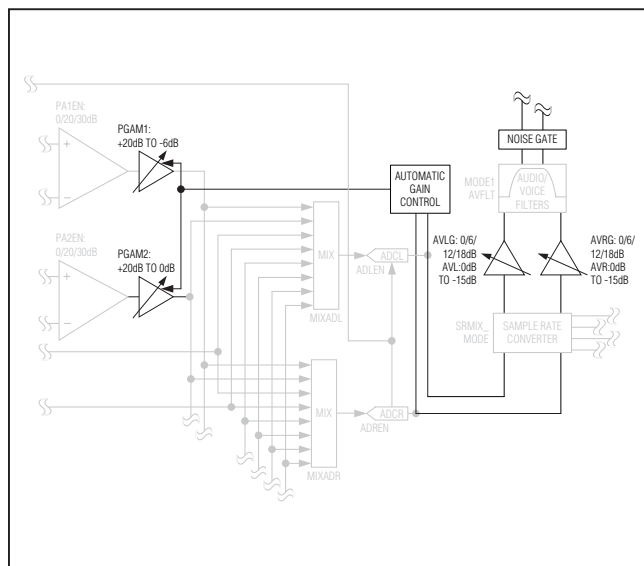 PA1EN:
0/20/30dB
+
−
PGAM1:
+20dB TO -6dB
PA2EN:
0/20/30dB
+
−
PGAM2:
+20dB TO 0dB
MIX
MIXADL
ADLEN
ADCL
MIX
MIXADR
ADREN
ADCR
AUTOMATIC
GAIN
CONTROL
NOISE GATE
MODE1
AVFLT
AUDIO/
VOICE
FILTERS
AVLG: 0/6/
12/18dB
AVL:0dB
TO -15dB
AVRG: 0/6/
12/18dB
AVR:0dB
TO -15dB
SRMIX_
MODE
SAMPLE RATE
CONVERTER